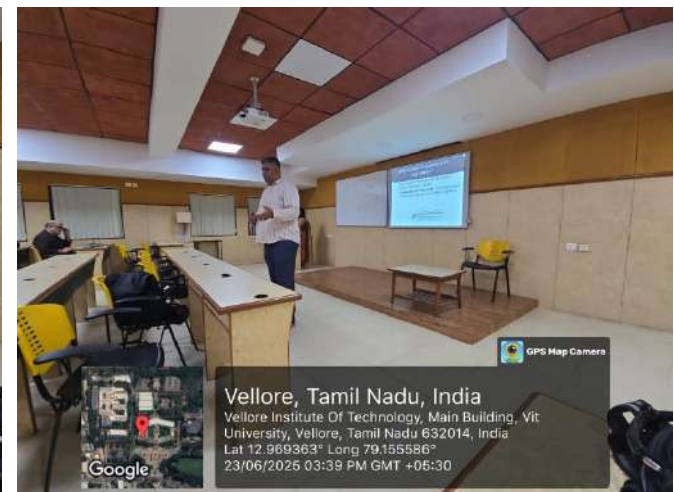 GPS Map Camera
Vellore, Tamil Nadu, India
Vellore Institute Of Technology, Main Building, Vit
University, Vellore, Tamil Nadu 632014, India
Lat 12.969363° Long 79.155586°
23/06/2025 03:39 PM GMT +05:30
Google